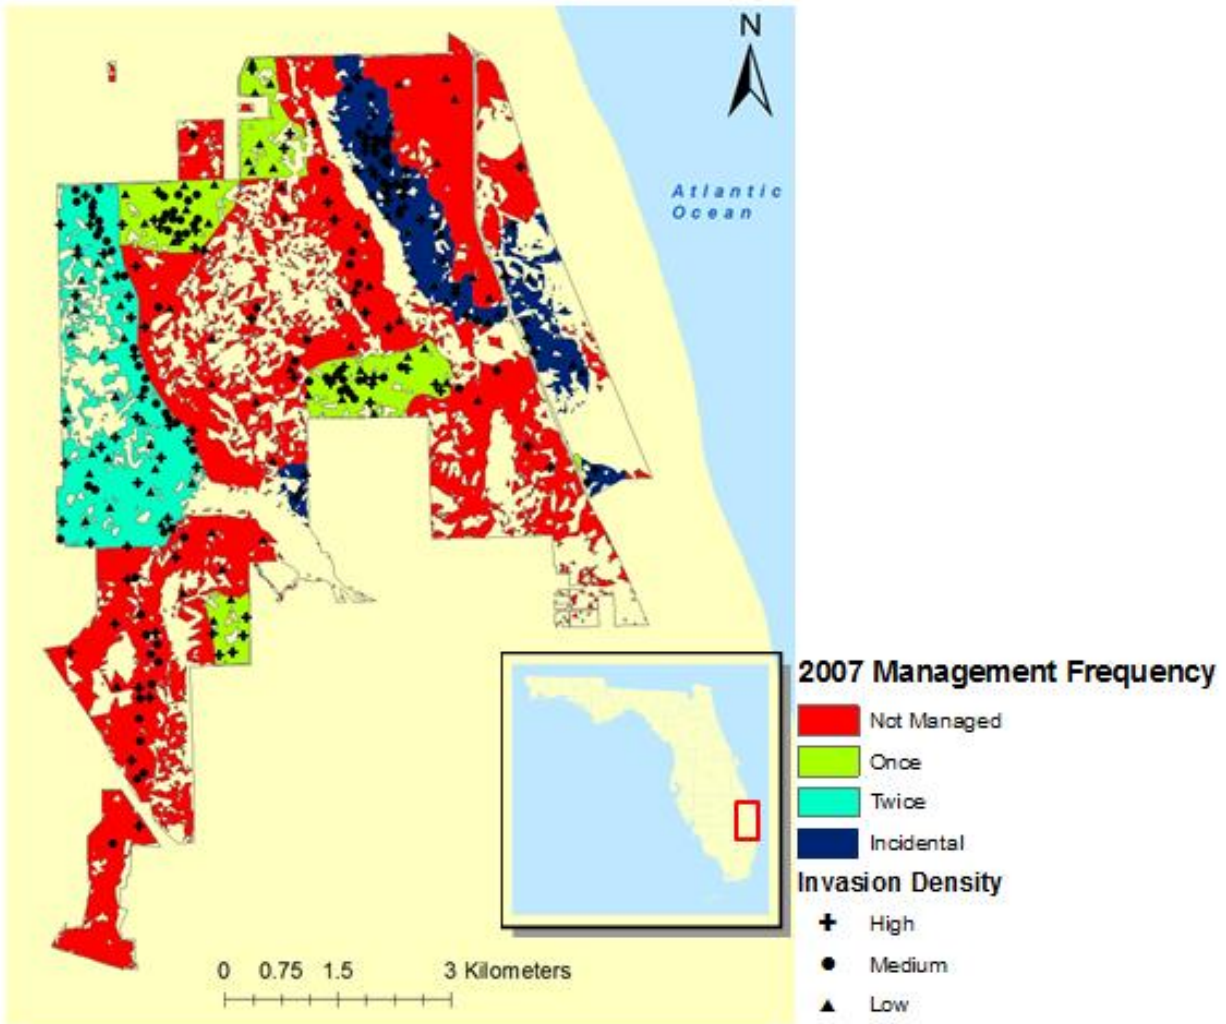 N
Atlantic
Ocean
2007 Management Frequency
Not Managed
Once
Twice
Incidental
Invasion Density
High
Medium
Low
0 0.75 1.5 3 Kilometers